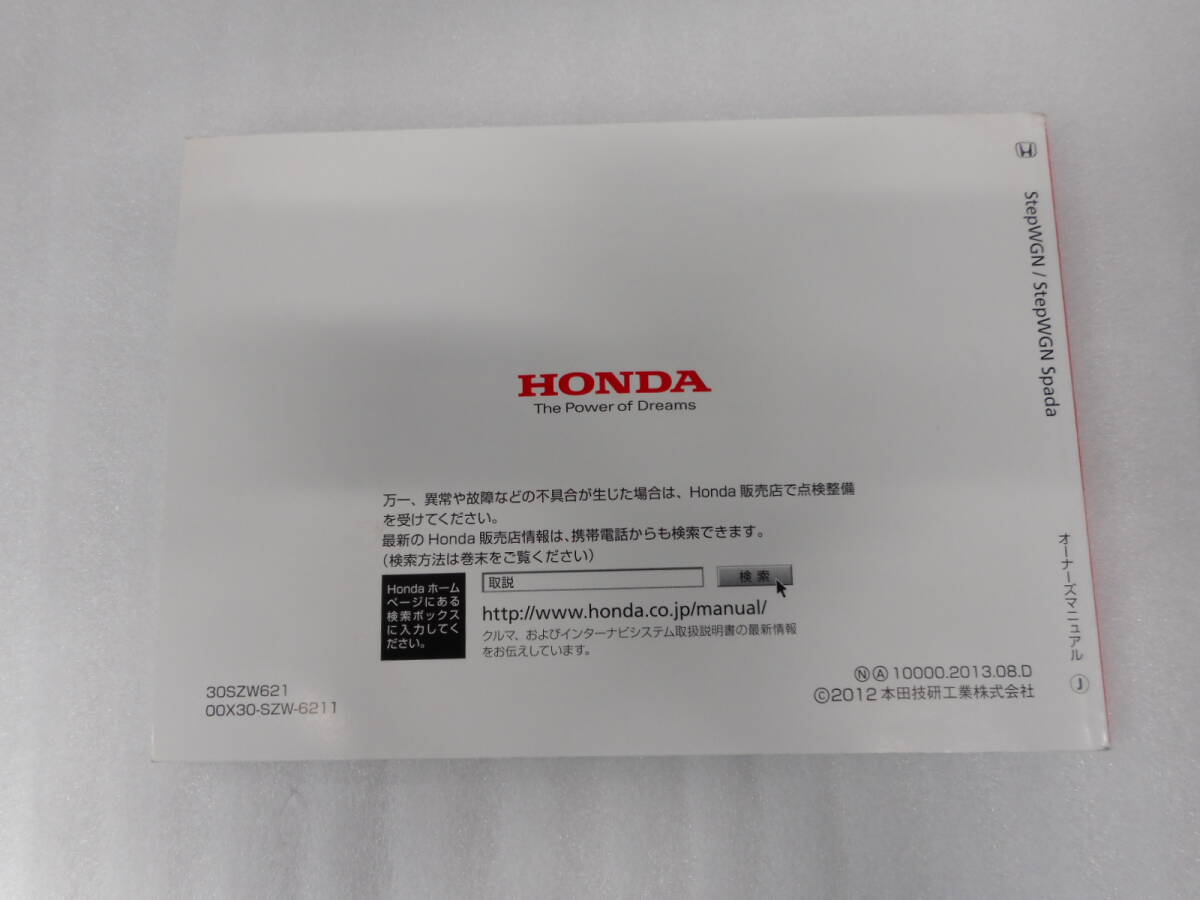 HONDA
The Power of Dreams
万一、異常や故障などの不具合が生じた場合は、Honda 販売店で点検整備
を受けてください。
最新の Honda 販売店情報は、携帯電話からも検索できます。
（検索方法は巻末をご覧ください）
Honda ホーム
ページにある
検索ボックス
に入力してく
ださい。
取説
検 索
http://www.honda.co.jp/manual/
クルマ、およびインターナビシステム取扱説明書の最新情報
をお伝えしています。
30SZW621
00X30-SZW-6211
ⓃⒶ 10000.2013.08.D
©2012 本田技研工業株式会社
StepWGN / StepWGN Spada
オーナーズマニュアル Ⓙ